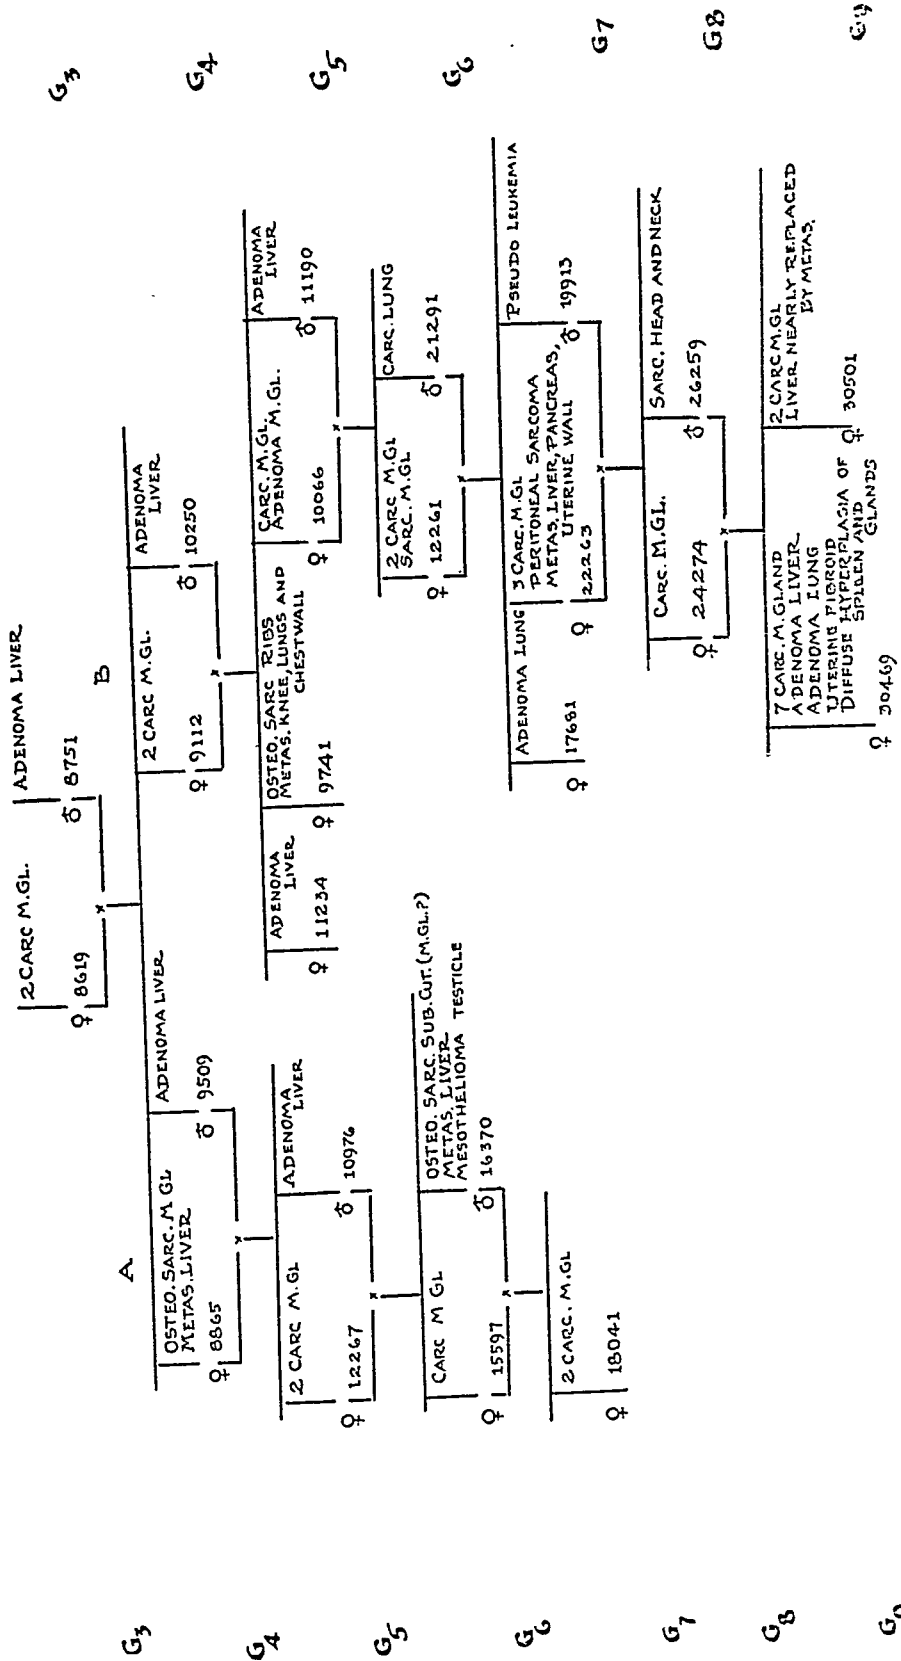 G3
2 CARC M.GL.
ADENOMA LIVER
♀ 8619
♂ 8751
G3
A
B
G4
OSTEO. SARC. M GL
METAS. LIVER
ADENOMA LIVER
2 CARC M.GL.
ADENOMA
LIVER
♀ 8865
♂ 9509
♀ 9112
♂ 10250
G4
G5
2 CARC M.GL
ADENOMA
LIVER
ADENOMA
LIVER
OSTEO. SARC RIBS
METAS. KNEE, LUNGS AND
CHESTWALL
CARC. M.GL.
ADENOMA M.GL.
ADENOMA
LIVER
♀ 12267
♂ 10976
♀ 11234
♀ 9741
♀ 10066
♂ 11190
G5
G6
CARC M GL
OSTEO. SARC. SUB. CUT. (M.GL.?)
METAS. LIVER
MESOTHELIOMA TESTICLE
2 CARC. M.GL
SARC. M.GL
CARC. LUNG
♀ 15597
♂ 16370
♀ 12261
♂ 21291
G6
G7
2 CARC. M.GL
ADENOMA LUNG
3 CARC. M.GL
PERITONEAL SARCOMA
METAS, LIVER, PANCREAS,
UTERINE WALL
PSEUDO LEUKEMIA
♀ 18041
♀ 17681
♀ 22263
♂ 19913
G7
G8
CARC. M.GL.
SARC. HEAD AND NECK
♀ 24274
♂ 26259
G8
G9
7 CARC. M.GLAND
ADENOMA LIVER
ADENOMA LUNG
UTERINE FIBROID
DIFFUSE HYPERPLASIA OF
SPLEEN AND
GLANDS
2 CARC M.GL
LIVER NEARLY REPLACED
BY METAS.
♀ 30469
♀ 30501
G9